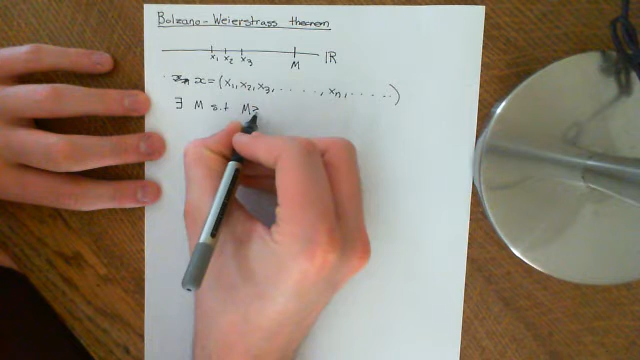 Bolzano-Weierstrass theorem
x₁ x₂ x₃ M ℝ
x = (x₁, x₂, x₃, ....., xₙ, .....)
∃ M s.t M≥